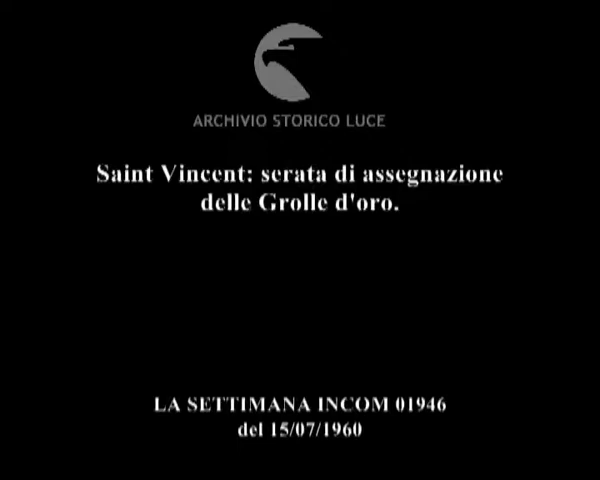 ARCHIVIO STORICO LUCE
Saint Vincent: serata di assegnazione
delle Grolle d'oro.
LA SETTIMANA INCOM 01946
del 15/07/1960